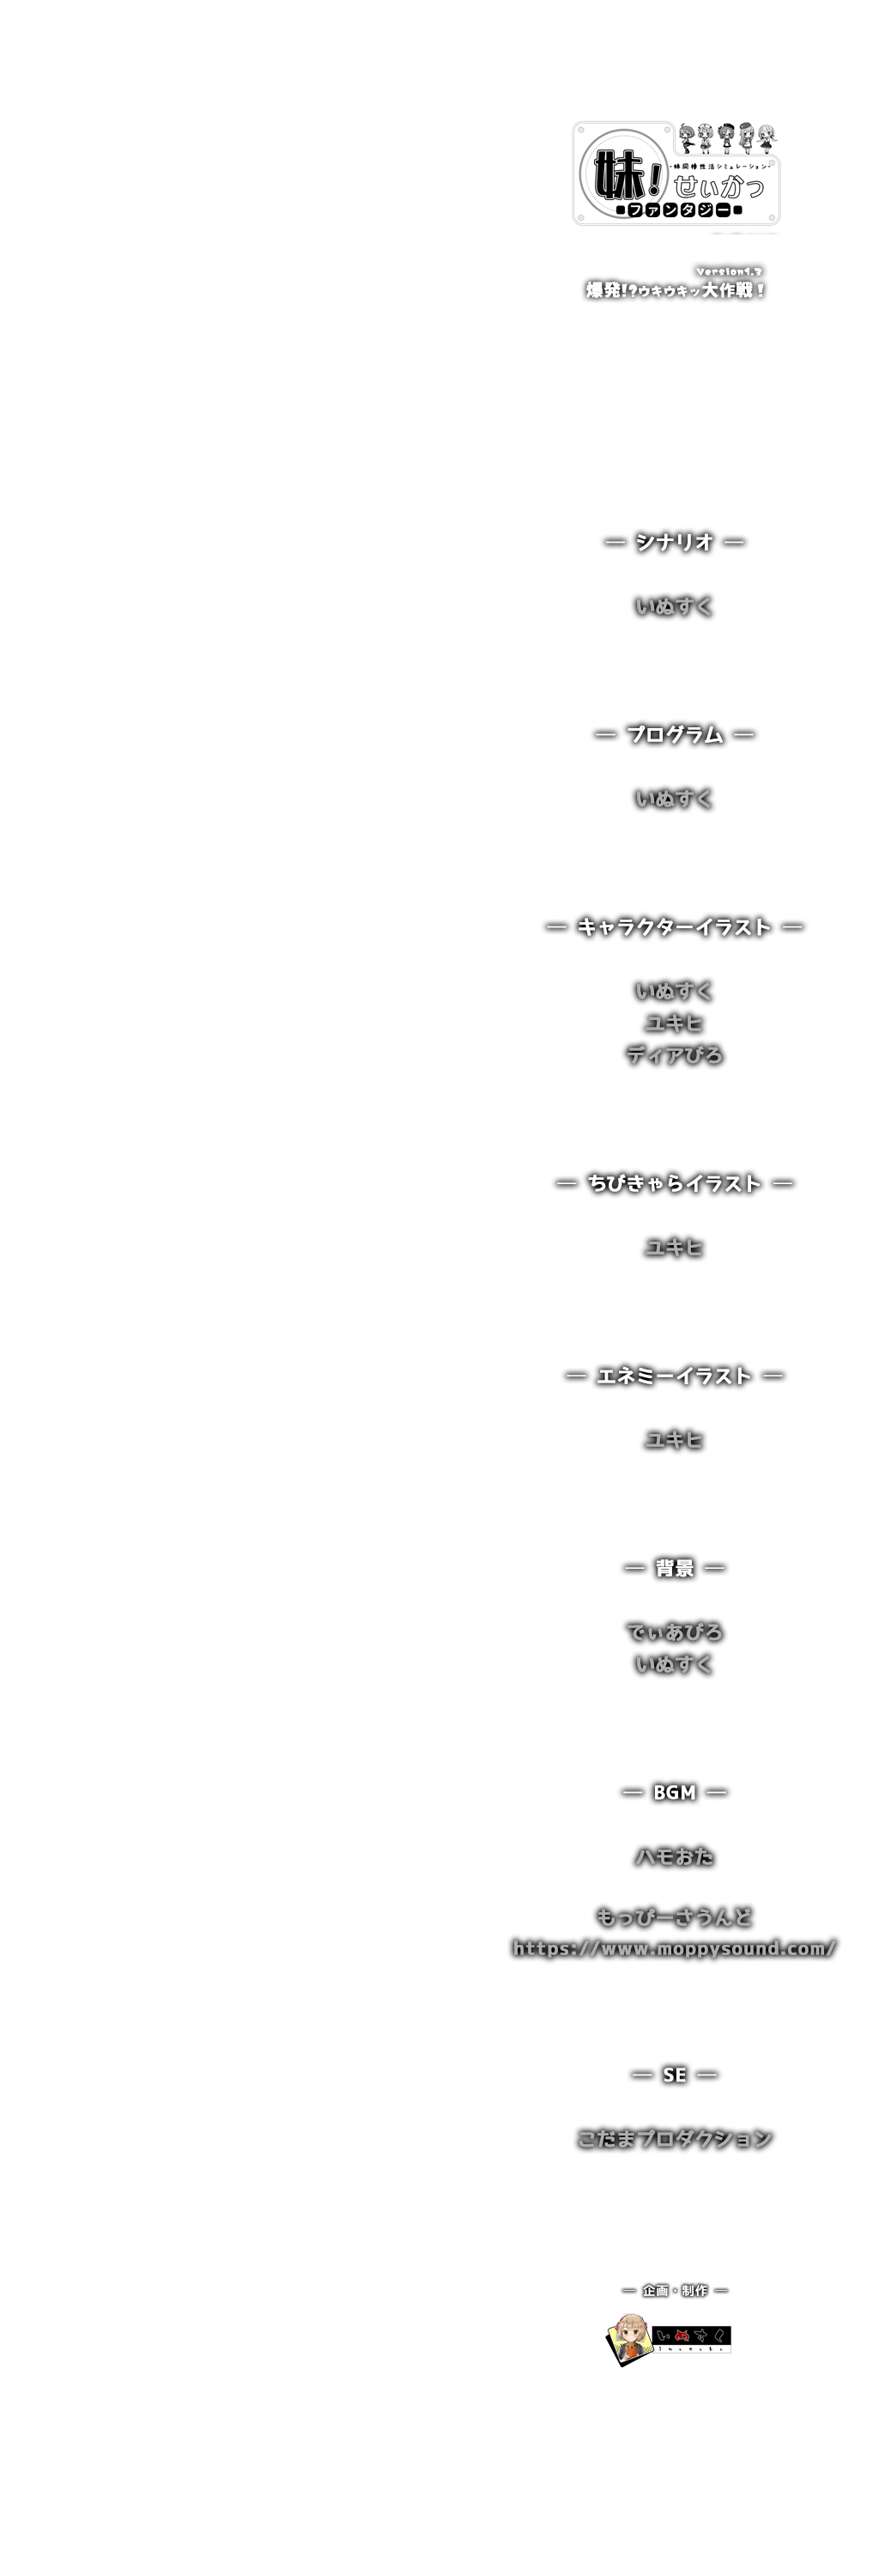 妹!
-妹同棲性活シミュレーション-
せいかつ
ファンタジー
Version1.3
爆発!?ウキウキッ大作戦!
― シナリオ ―
いぬすく
― プログラム ―
いぬすく
― キャラクターイラスト ―
いぬすく
ユキヒ
ディアびろ
― ちびきゃらイラスト ―
ユキヒ
― エネミーイラスト ―
ユキヒ
― 背景 ―
でぃあびろ
いぬすく
― BGM ―
ハモおた
もっぴーさうんど
https://www.moppysound.com/
― SE ―
こだまプロダクション
― 企画・制作 ―
いぬすく
Inusuku